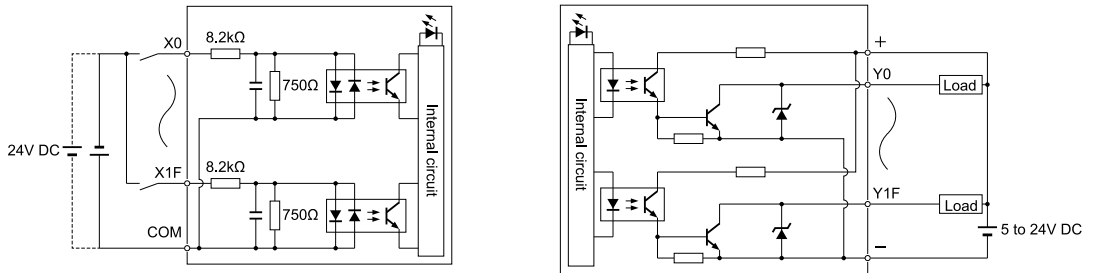 X0
8.2kΩ
750Ω
Internal circuit
24V DC
X1F
8.2kΩ
750Ω
COM
Internal circuit
+
Y0
Load
Y1F
Load
5 to 24V DC
−